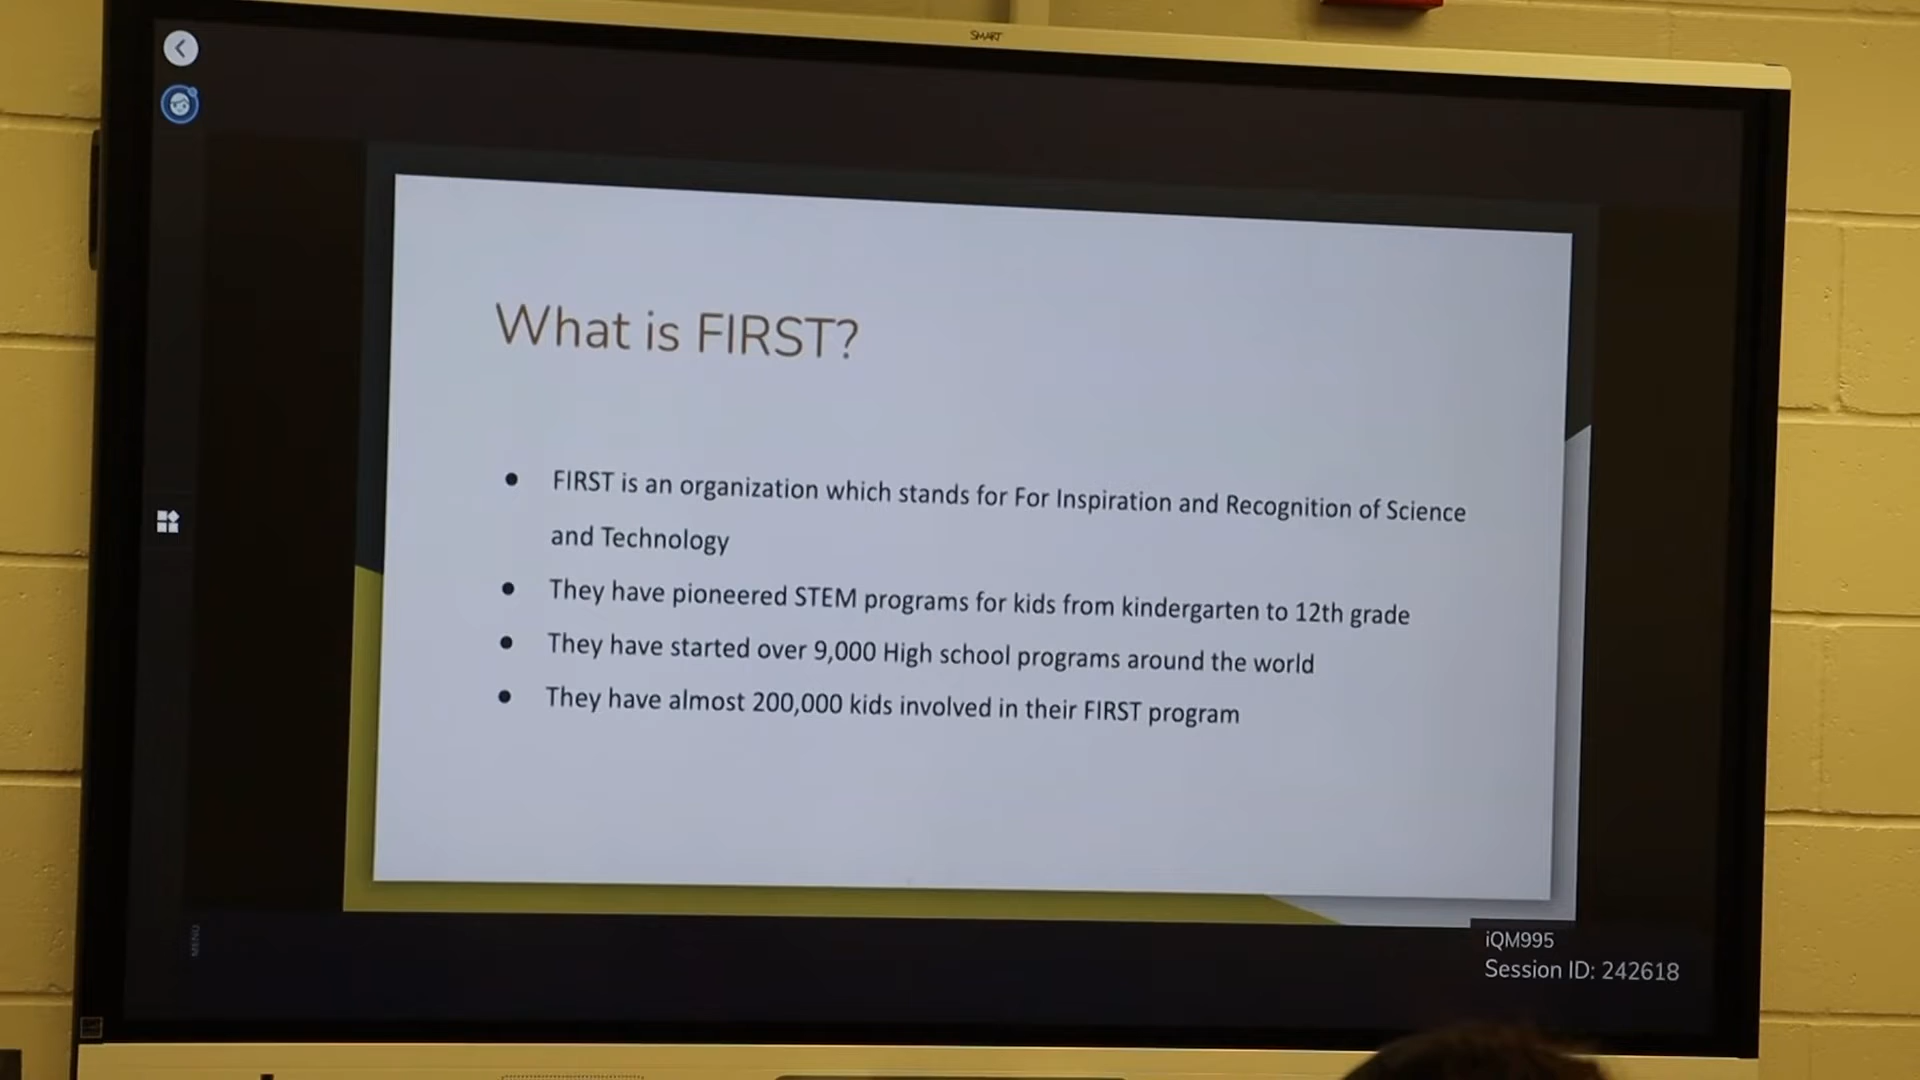 SMART
What is FIRST?
● FIRST is an organization which stands for For Inspiration and Recognition of Science
and Technology
● They have pioneered STEM programs for kids from kindergarten to 12th grade
● They have started over 9,000 High school programs around the world
● They have almost 200,000 kids involved in their FIRST program
MENU
iQM995
Session ID: 242618